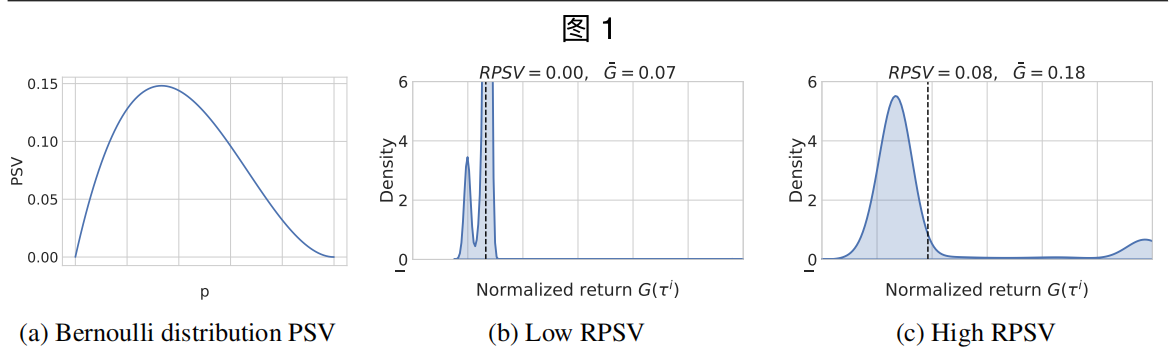 图 1
PSV
0.15
0.10
0.05
0.00
p
(a) Bernoulli distribution PSV
RPSV = 0.00, Ḡ = 0.07
Density
6
4
2
0
Normalized return G(τⁱ)
(b) Low RPSV
RPSV = 0.08, Ḡ = 0.18
Density
6
4
2
0
Normalized return G(τⁱ)
(c) High RPSV